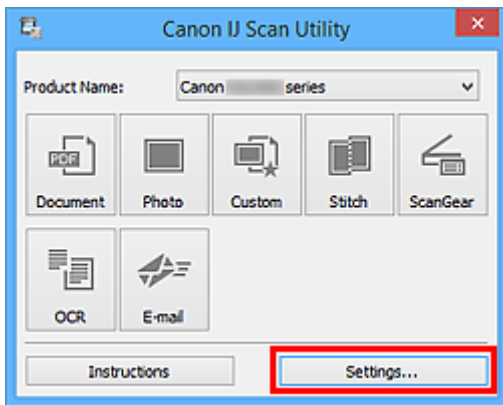 Canon IJ Scan Utility
Product Name: Canon series
Document Photo Custom Stitch ScanGear
OCR E-mail
Instructions Settings...